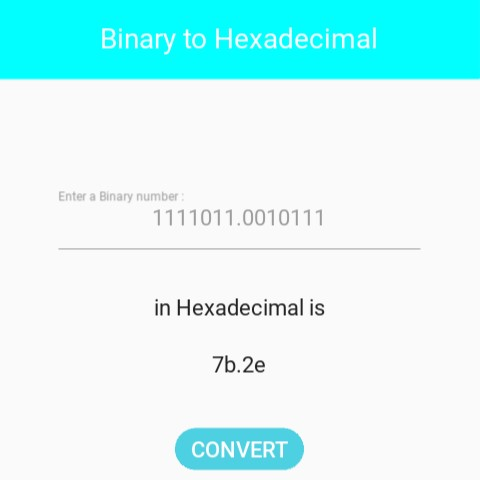 Binary to Hexadecimal
Enter a Binary number :
1111011.0010111
in Hexadecimal is
7b.2e
CONVERT